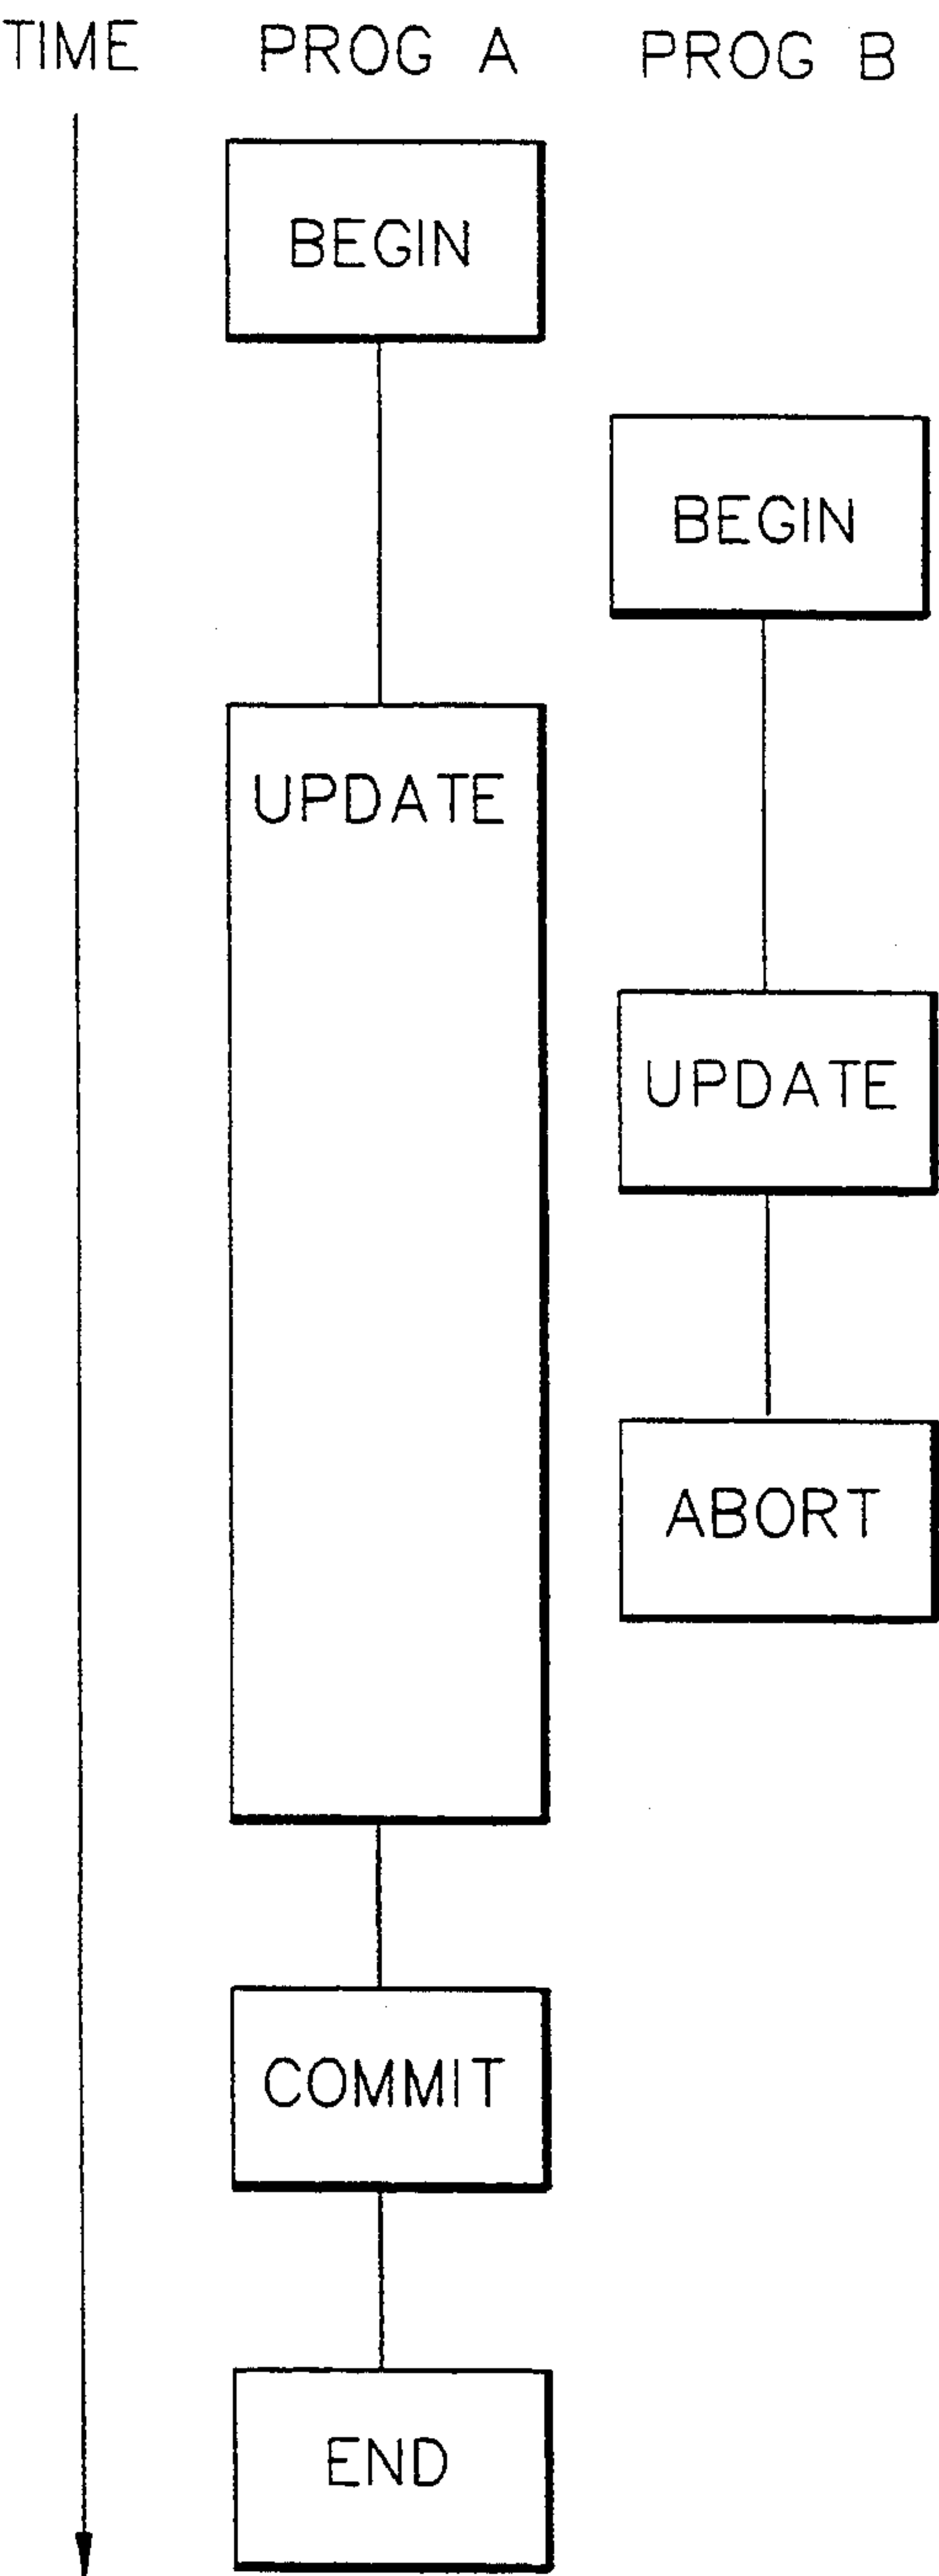 TIME PROG A PROG B
BEGIN
BEGIN
UPDATE
UPDATE
ABORT
COMMIT
END